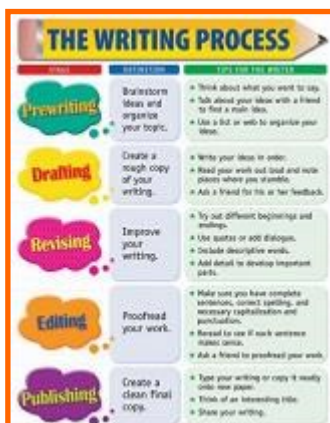 THE WRITING PROCESS
STAGE DEFINITION TIPS FOR THE WRITER
Prewriting
Brainstorm
ideas and
organize
your topic.
• Think about what you want to say.
• Talk about your ideas with a friend
to find a main idea.
• Use a list or web to organize your
ideas.
Drafting
Create a
rough copy
of your
writing.
• Write your ideas in order.
• Read your work out loud and note
places where you stumble.
• Ask a friend for his or her feedback.
Revising
Improve
your
writing.
• Try out different beginnings and
endings.
• Use quotes or add dialogue.
• Include descriptive words.
• Add detail to develop important
parts.
Editing
Proofread
your work.
• Make sure you have complete
sentences, correct spelling, and
necessary capitalization and
punctuation.
• Reread to see if each sentence
makes sense.
• Ask a friend to proofread your work.
Publishing
Create a
clean final
copy.
• Type your writing or copy it neatly
onto new paper.
• Think of an interesting title.
• Share your writing.